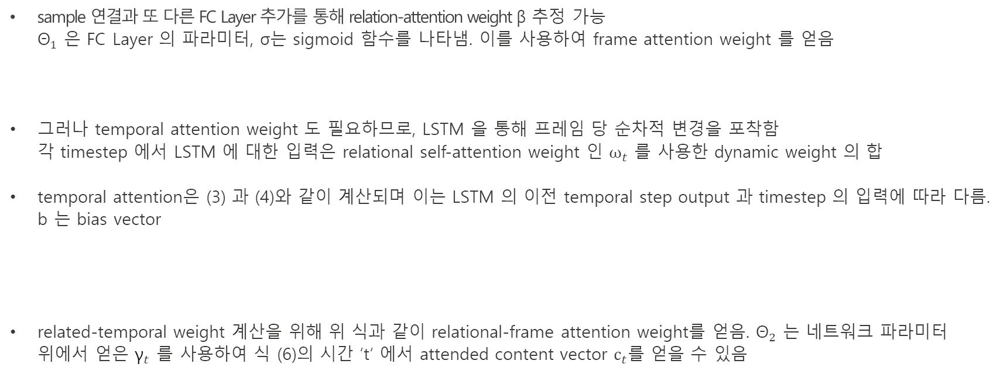 • sample 연결과 또 다른 FC Layer 추가를 통해 relation-attention weight β 추정 가능
Θ₁ 은 FC Layer 의 파라미터, σ는 sigmoid 함수를 나타냄. 이를 사용하여 frame attention weight 를 얻음
• 그러나 temporal attention weight 도 필요하므로, LSTM 을 통해 프레임 당 순차적 변경을 포착함
각 timestep 에서 LSTM 에 대한 입력은 relational self-attention weight 인 ωₜ 를 사용한 dynamic weight 의 합
• temporal attention은 (3) 과 (4)와 같이 계산되며 이는 LSTM 의 이전 temporal step output 과 timestep 의 입력에 따라 다름.
b 는 bias vector
• related-temporal weight 계산을 위해 위 식과 같이 relational-frame attention weight를 얻음. Θ₂ 는 네트워크 파라미터
위에서 얻은 γₜ 를 사용하여 식 (6)의 시간 ‘t‘ 에서 attended content vector cₜ를 얻을 수 있음